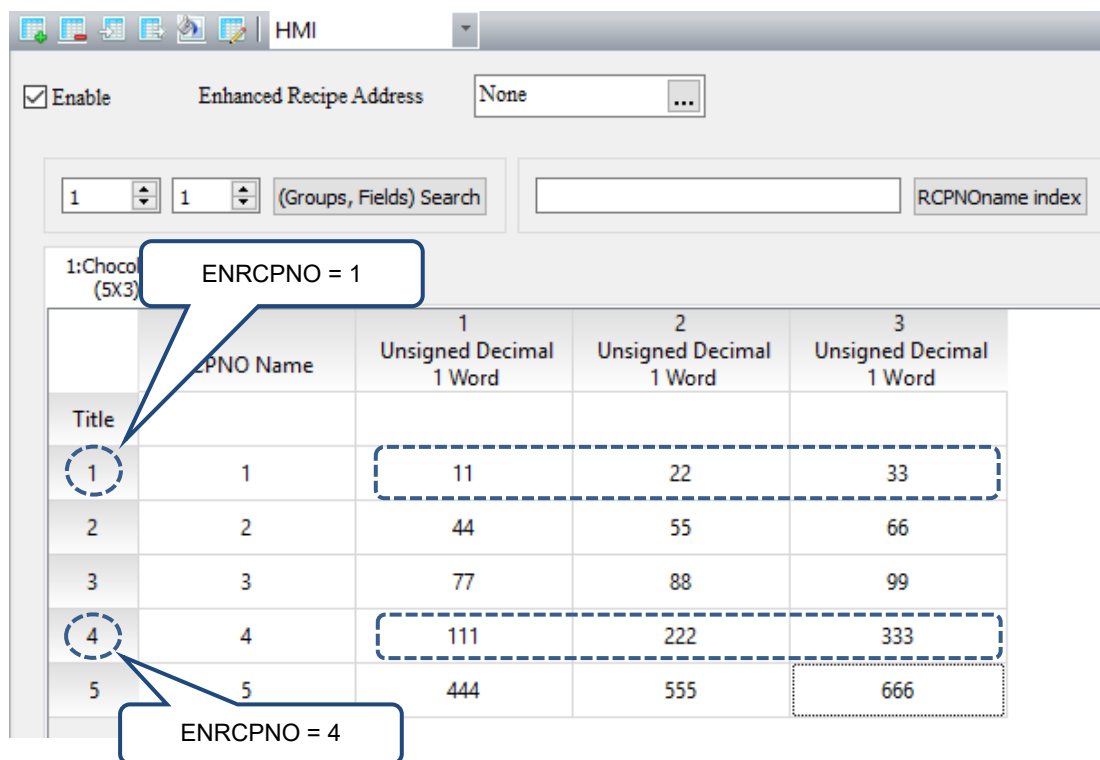 HMI
Enable Enhanced Recipe Address None ...
1 1 (Groups, Fields) Search RCPNOname index
1:Chocol
(5X3)
ENRCPNO = 1
CPNO Name
1
Unsigned Decimal
1 Word
2
Unsigned Decimal
1 Word
3
Unsigned Decimal
1 Word
Title
1 1 11 22 33
2 2 44 55 66
3 3 77 88 99
4 4 111 222 333
5 5 444 555 666
ENRCPNO = 4